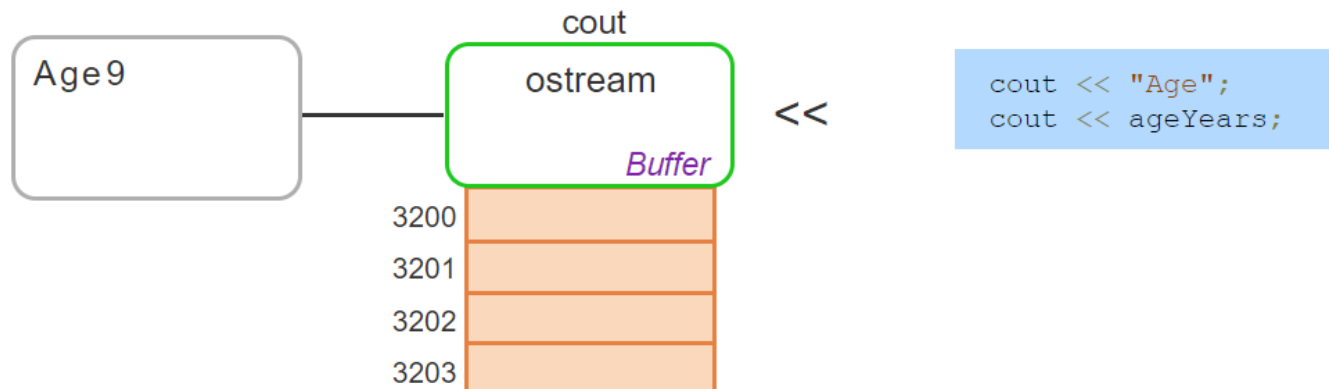 cout
Age9
ostream
<<
Buffer
cout << "Age";
cout << ageYears;
3200
3201
3202
3203